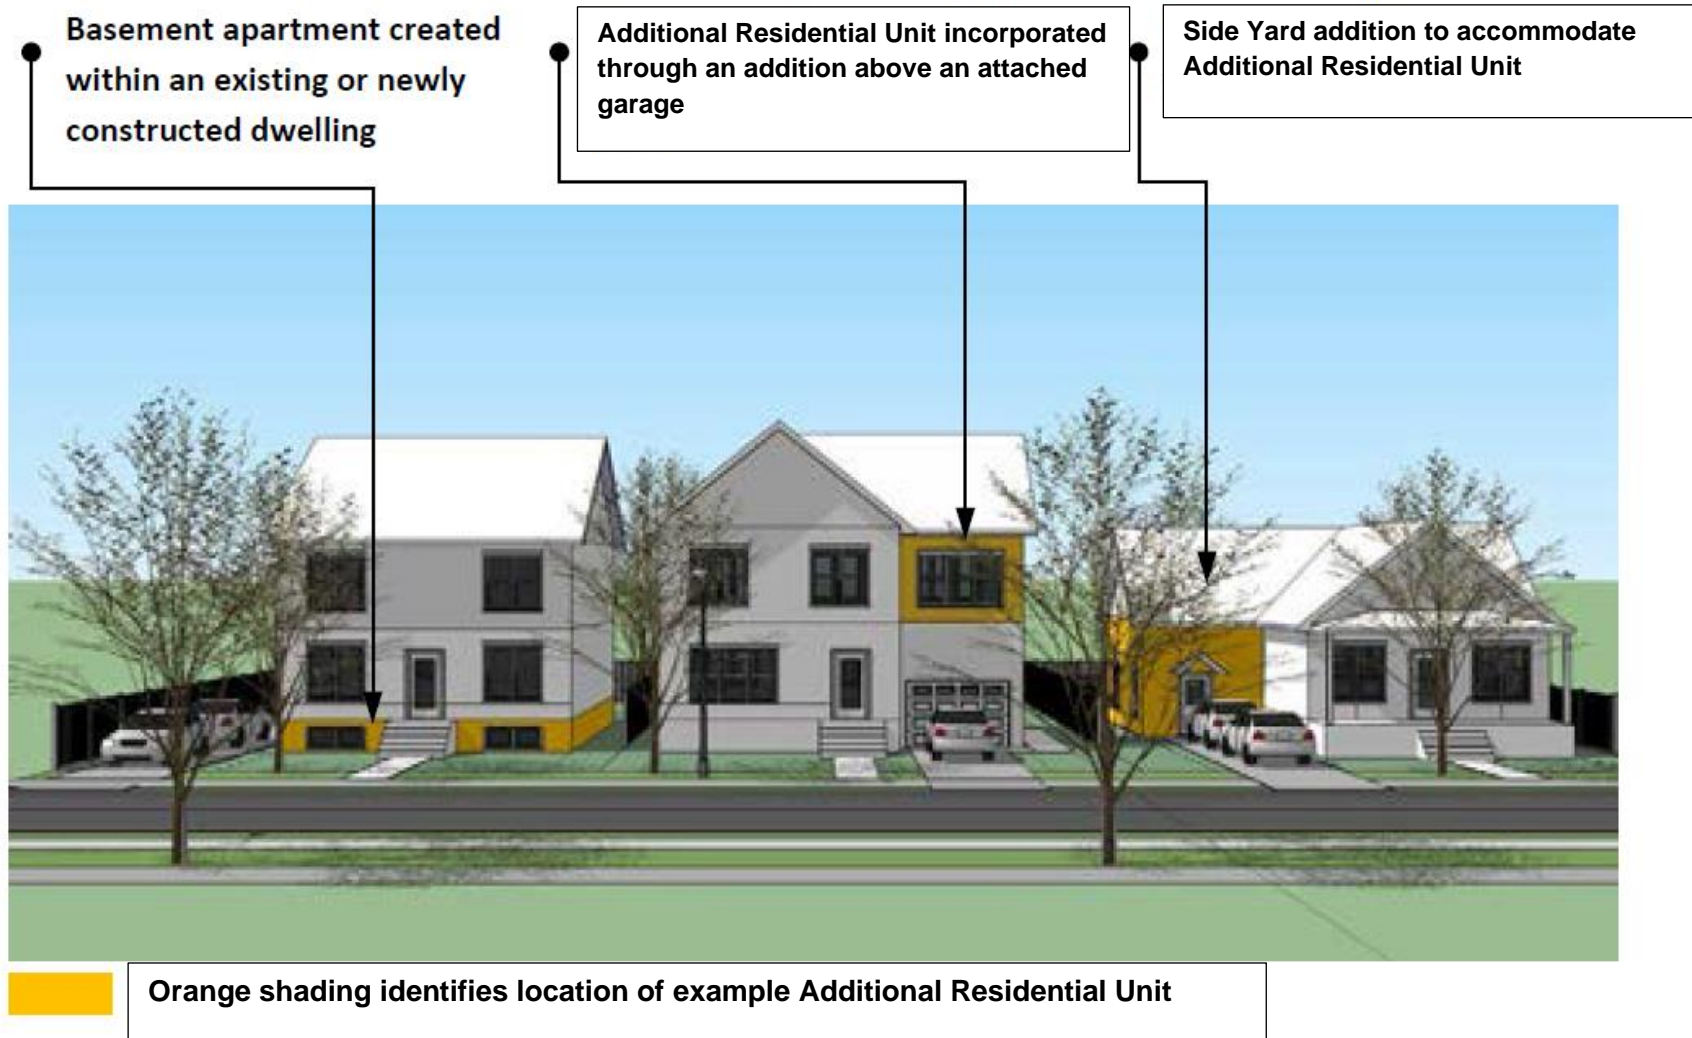 Basement apartment created
within an existing or newly
constructed dwelling
Additional Residential Unit incorporated
through an addition above an attached
garage
Side Yard addition to accommodate
Additional Residential Unit
Orange shading identifies location of example Additional Residential Unit